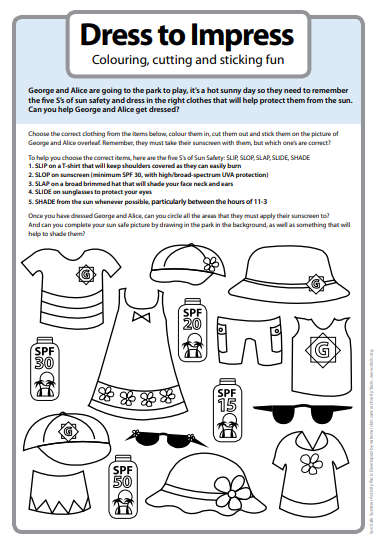 Dress to Impress
Colouring, cutting and sticking fun
George and Alice are going to the park to play, it's a hot sunny day so they need to remember
the five S's of sun safety and dress in the right clothes that will help protect them from the sun.
Can you help George and Alice get dressed?
Choose the correct clothing from the items below, colour them in, cut them out and stick them on the picture of
George and Alice overleaf. Remember, they must take their sunscreen with them, but which one's are correct?
To help you choose the correct items, here are the five S's of Sun Safety: SLIP, SLOP, SLAP, SLIDE, SHADE
1. SLIP on a T-shirt that will keep shoulders covered as they can easily burn
2. SLOP on sunscreen (minimum SPF 30, with high/broad-spectrum UVA protection)
3. SLAP on a broad brimmed hat that will shade your face neck and ears
4. SLIDE on sunglasses to protect your eyes
5. SHADE from the sun whenever possible, particularly between the hours of 11-3
Once you have dressed George and Alice, can you circle all the areas that they must apply their sunscreen to?
And can you complete your sun safe picture by drawing in the park in the background, as well as something that will
help to shade them?
G
G
SPF
20
G
SPF
30
SPF
15
G
SPF
50